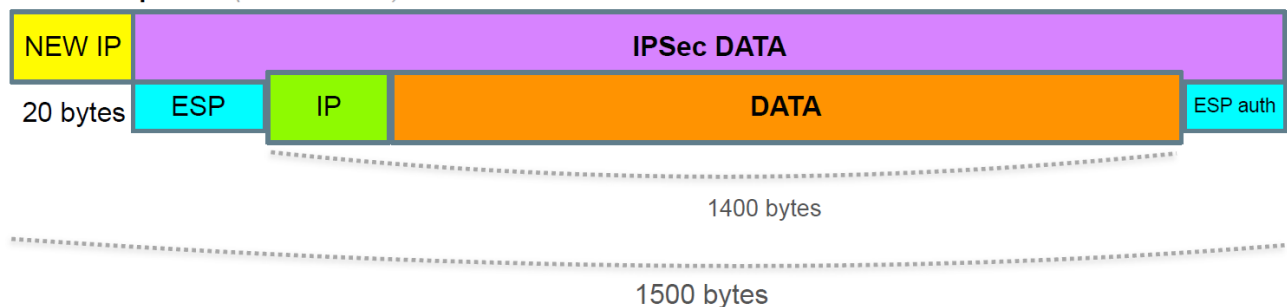 NEW IP IPSec DATA
20 bytes ESP IP DATA ESP auth
1400 bytes
1500 bytes